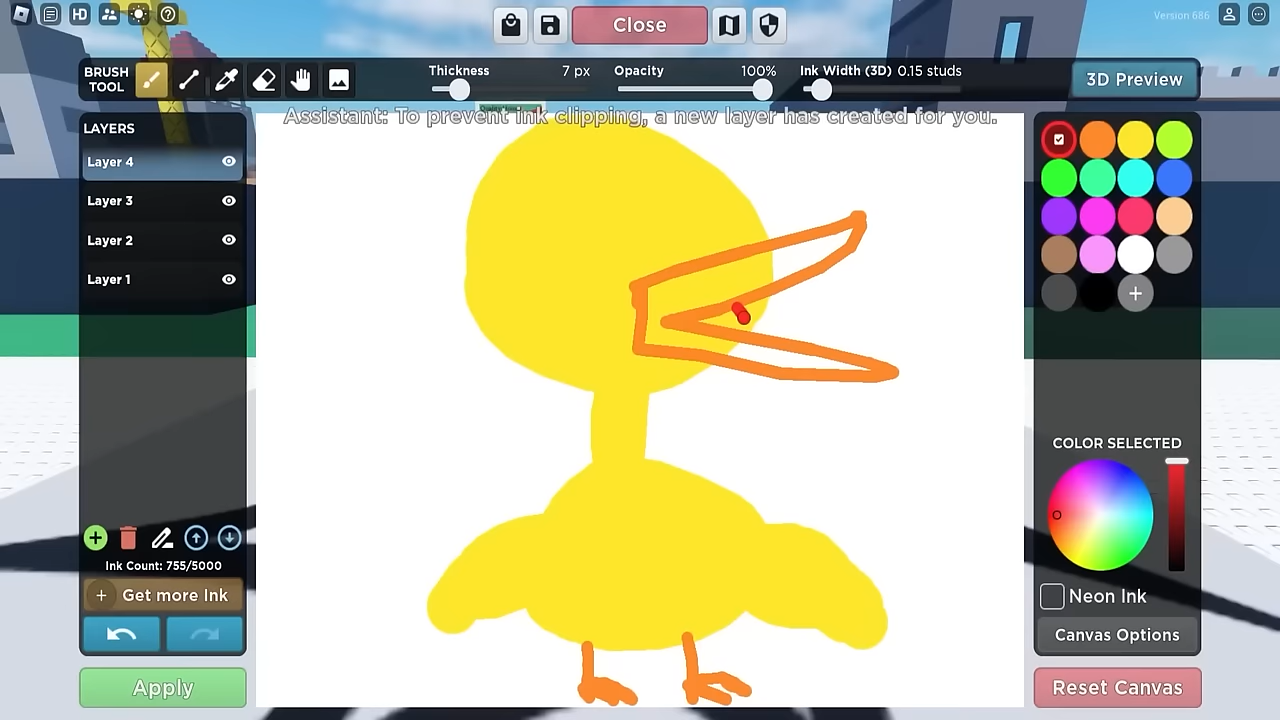 HD
Close
Version 686
BRUSH
TOOL
Thickness
7 px
Opacity
100%
Ink Width (3D)
0.15 studs
3D Preview
Assistant: To prevent ink clipping, a new layer has created for you.
LAYERS
Layer 4
Layer 3
Layer 2
Layer 1
COLOR SELECTED
Ink Count: 755/5000
+ Get more Ink
Neon Ink
Canvas Options
Apply
Reset Canvas